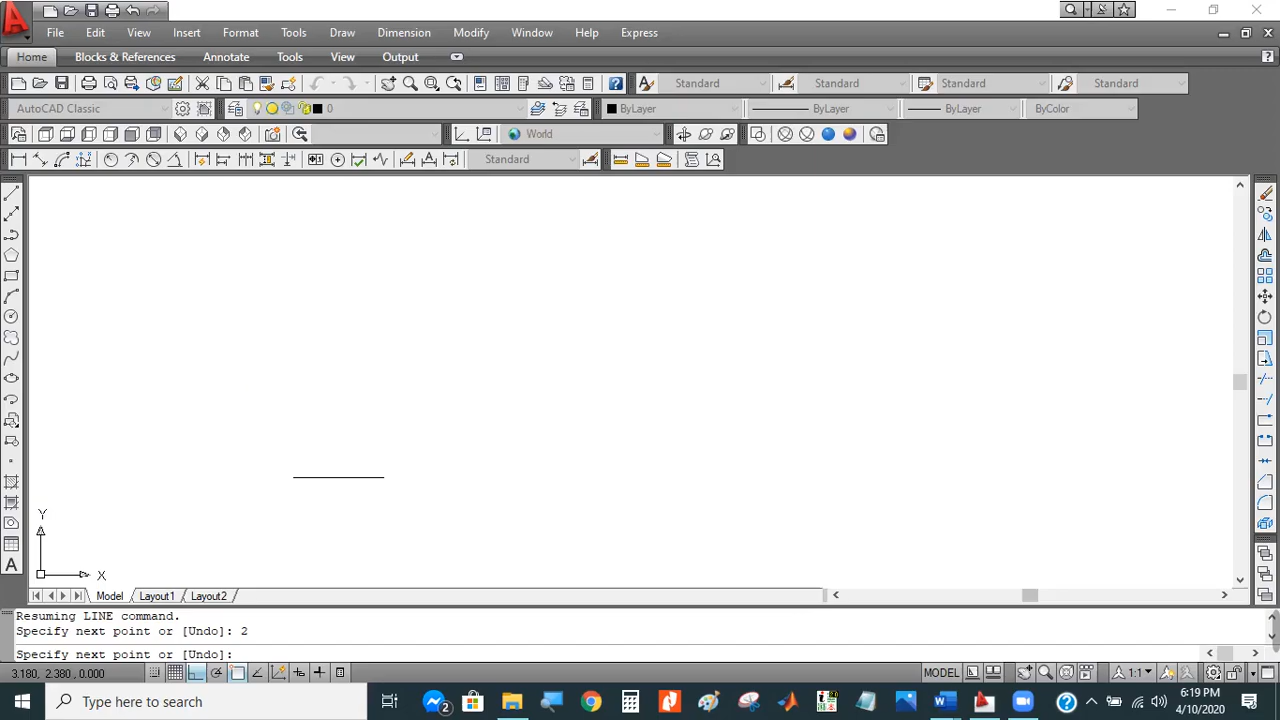 File Edit View Insert Format Tools Draw Dimension Modify Window Help Express
Home Blocks & References Annotate Tools View Output
Standard Standard Standard Standard
AutoCAD Classic 0 ByLayer ByLayer ByLayer ByColor
World
Standard
Y
X
Model Layout1 Layout2
Resuming LINE command.
Specify next point or [Undo]: 2
Specify next point or [Undo]:
3.180, 2.380, 0.000 MODEL 1:1
Type here to search 2 6:19 PM
4/10/2020